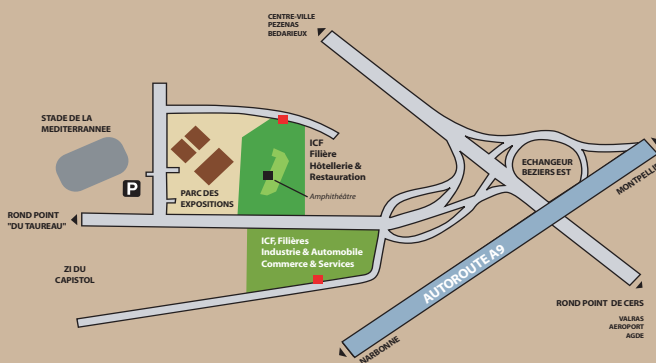 CENTRE-VILLE
PEZENAS
BEDARIEUX
STADE DE LA
MEDITERRANNEE
P
ICF
Filière
Hôtellerie &
Restauration
Amphithéâtre
PARC DES
EXPOSITIONS
ECHANGEUR
BEZIERS EST
MONTPELLIER
ROND POINT
"DU TAUREAU"
ICF, Filières
Industrie & Automobile
Commerce & Services
ZI DU
CAPISTOL
AUTOROUTE A9
NARBONNE
ROND POINT DE CERS
VALRAS
AEROPORT
AGDE